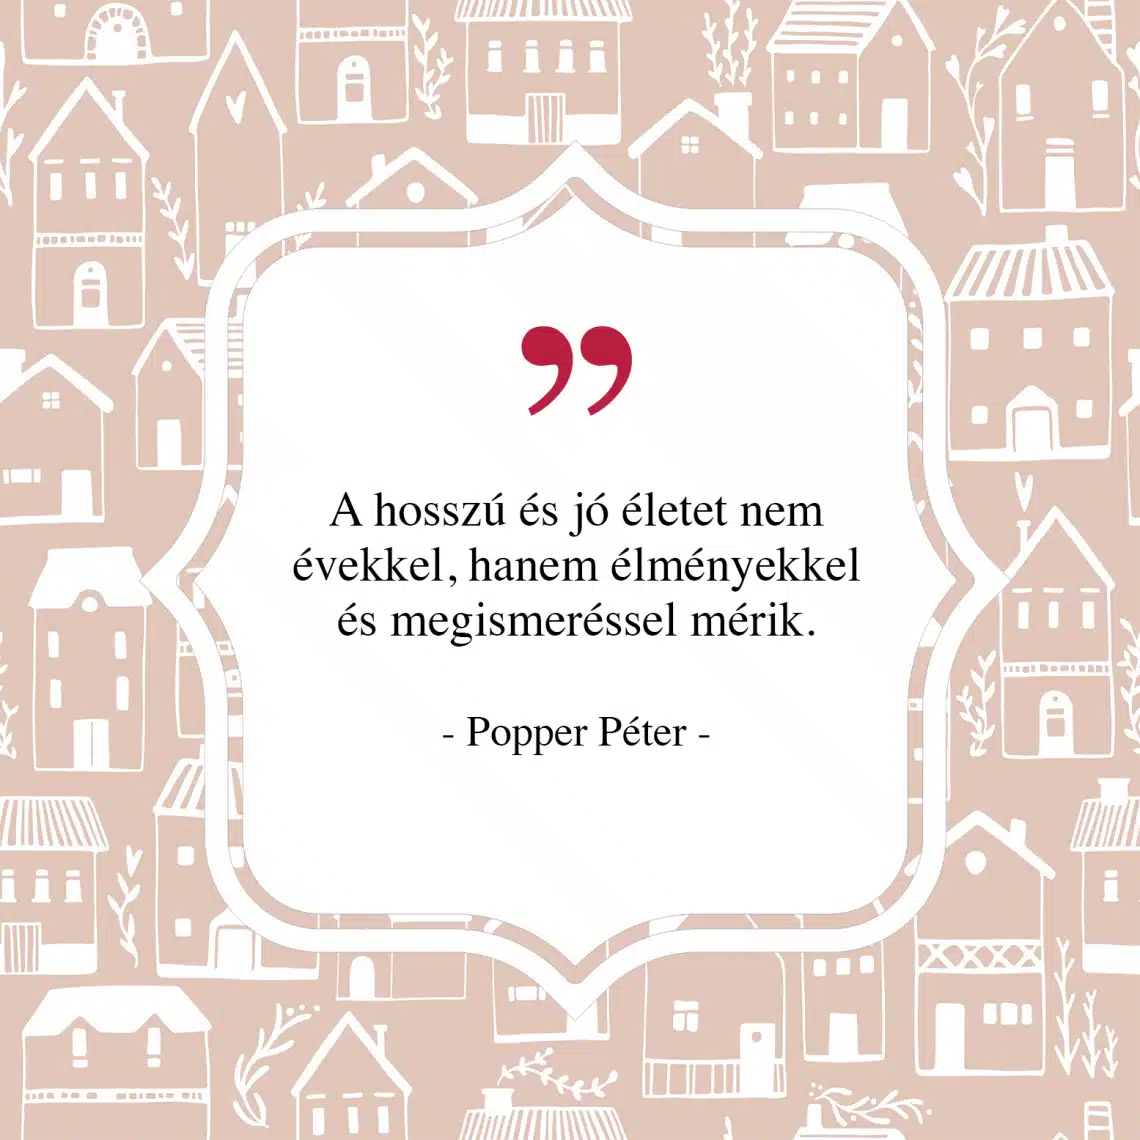 ”
A hosszú és jó életet nem
évekkel, hanem élményekkel
és megismeréssel mérik.
- Popper Péter -